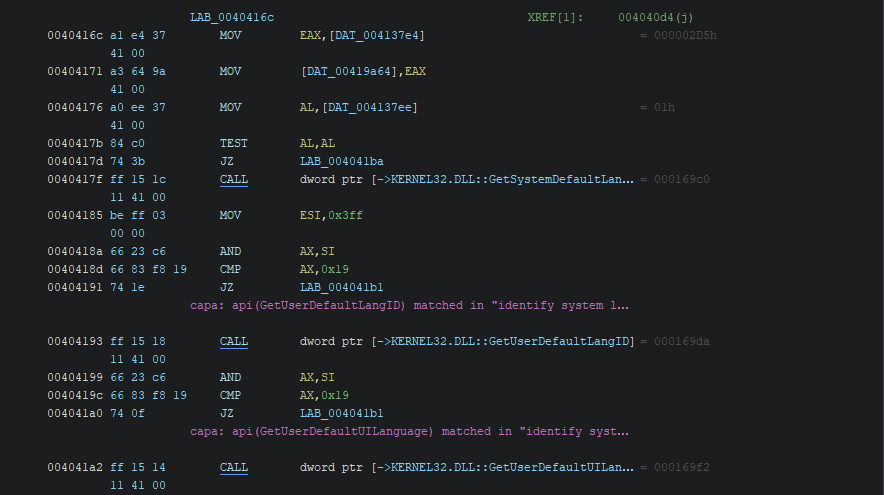 LAB_0040416c XREF[1]: 004040d4(j)
0040416c a1 e4 37 MOV EAX,[DAT_004137e4] = 000002D5h
41 00
00404171 a3 64 9a MOV [DAT_00419a64],EAX
41 00
00404176 a0 ee 37 MOV AL,[DAT_004137ee] = 01h
41 00
0040417b 84 c0 TEST AL,AL
0040417d 74 3b JZ LAB_004041ba
0040417f ff 15 1c CALL dword ptr [->KERNEL32.DLL::GetSystemDefaultLan... = 000169c0
11 41 00
00404185 be ff 03 MOV ESI,0x3ff
00 00
0040418a 66 23 c6 AND AX,SI
0040418d 66 83 f8 19 CMP AX,0x19
00404191 74 1e JZ LAB_004041b1
capa: api(GetUserDefaultLangID) matched in "identify system l...
00404193 ff 15 18 CALL dword ptr [->KERNEL32.DLL::GetUserDefaultLangID] = 000169da
11 41 00
00404199 66 23 c6 AND AX,SI
0040419c 66 83 f8 19 CMP AX,0x19
004041a0 74 0f JZ LAB_004041b1
capa: api(GetUserDefaultUILanguage) matched in "identify syst...
004041a2 ff 15 14 CALL dword ptr [->KERNEL32.DLL::GetUserDefaultUILan... = 000169f2
11 41 00